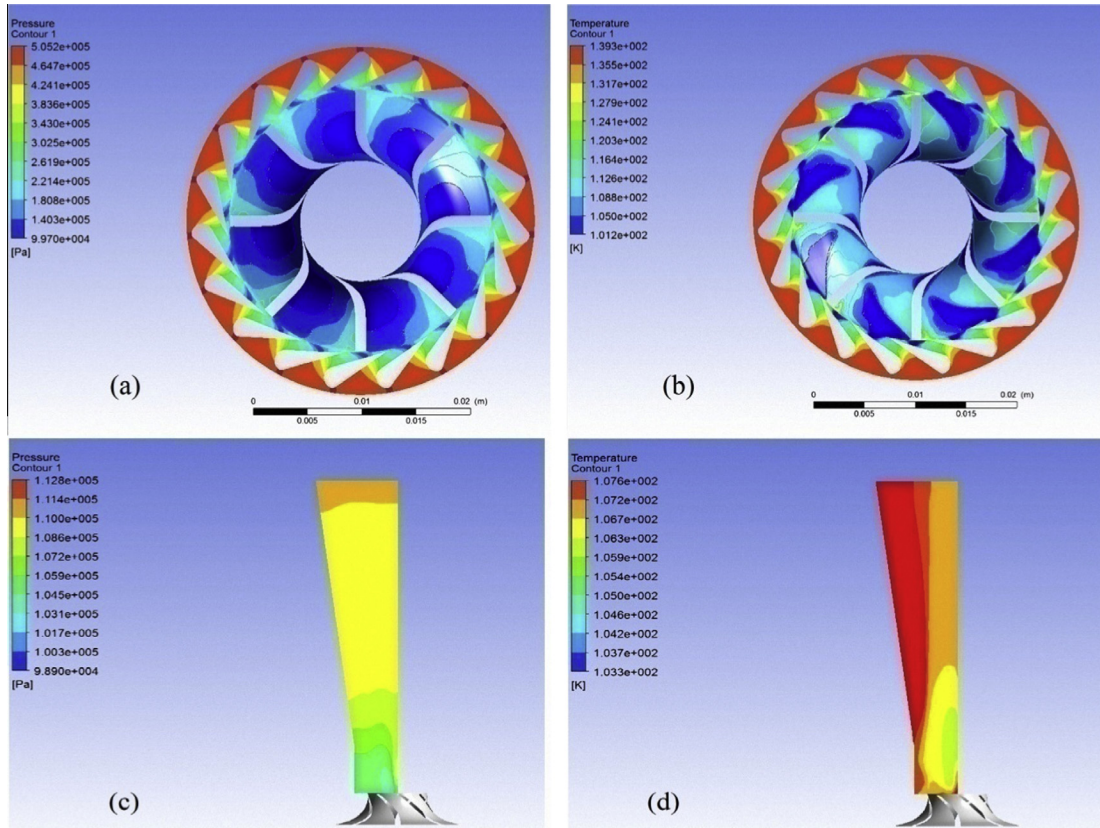 Pressure
Contour 1
5.052e+005
4.647e+005
4.241e+005
3.836e+005
3.430e+005
3.025e+005
2.619e+005
2.214e+005
1.808e+005
1.403e+005
9.970e+004
[Pa]
(a)
0 0.01 0.02 (m)
0.005 0.015
Temperature
Contour 1
1.393e+002
1.355e+002
1.317e+002
1.279e+002
1.241e+002
1.203e+002
1.164e+002
1.126e+002
1.088e+002
1.050e+002
1.012e+002
[K]
(b)
0 0.01 0.02 (m)
0.005 0.015
Pressure
Contour 1
1.128e+005
1.114e+005
1.100e+005
1.086e+005
1.072e+005
1.059e+005
1.045e+005
1.031e+005
1.017e+005
1.003e+005
9.890e+004
[Pa]
(c)
Temperature
Contour 1
1.076e+002
1.072e+002
1.067e+002
1.063e+002
1.059e+002
1.054e+002
1.050e+002
1.046e+002
1.042e+002
1.037e+002
1.033e+002
[K]
(d)